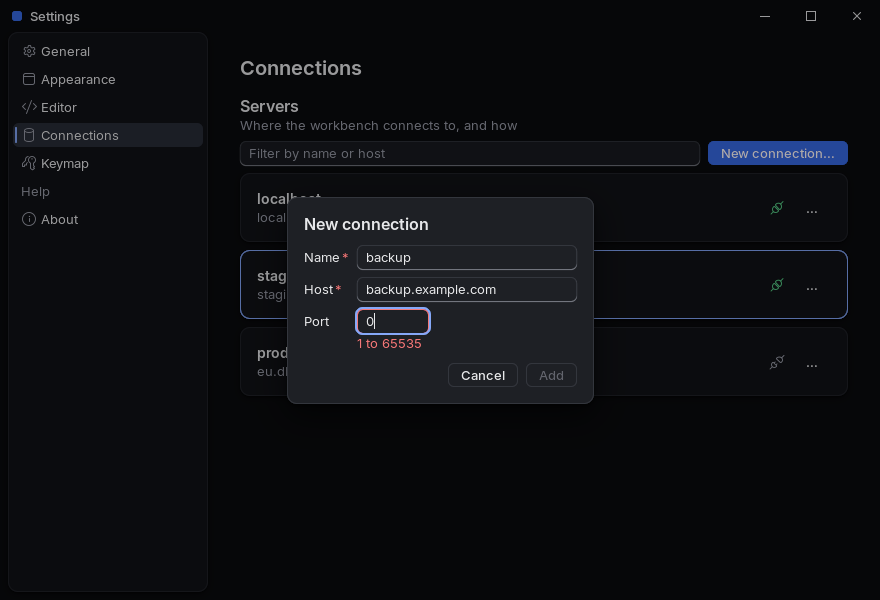 Settings
General
Appearance
Editor
Connections
Keymap
Help
About
Connections
Servers
Where the workbench connects to, and how
Filter by name or host
New connection...
New connection
Name *
backup
Host *
backup.example.com
Port
0
1 to 65535
Cancel
Add